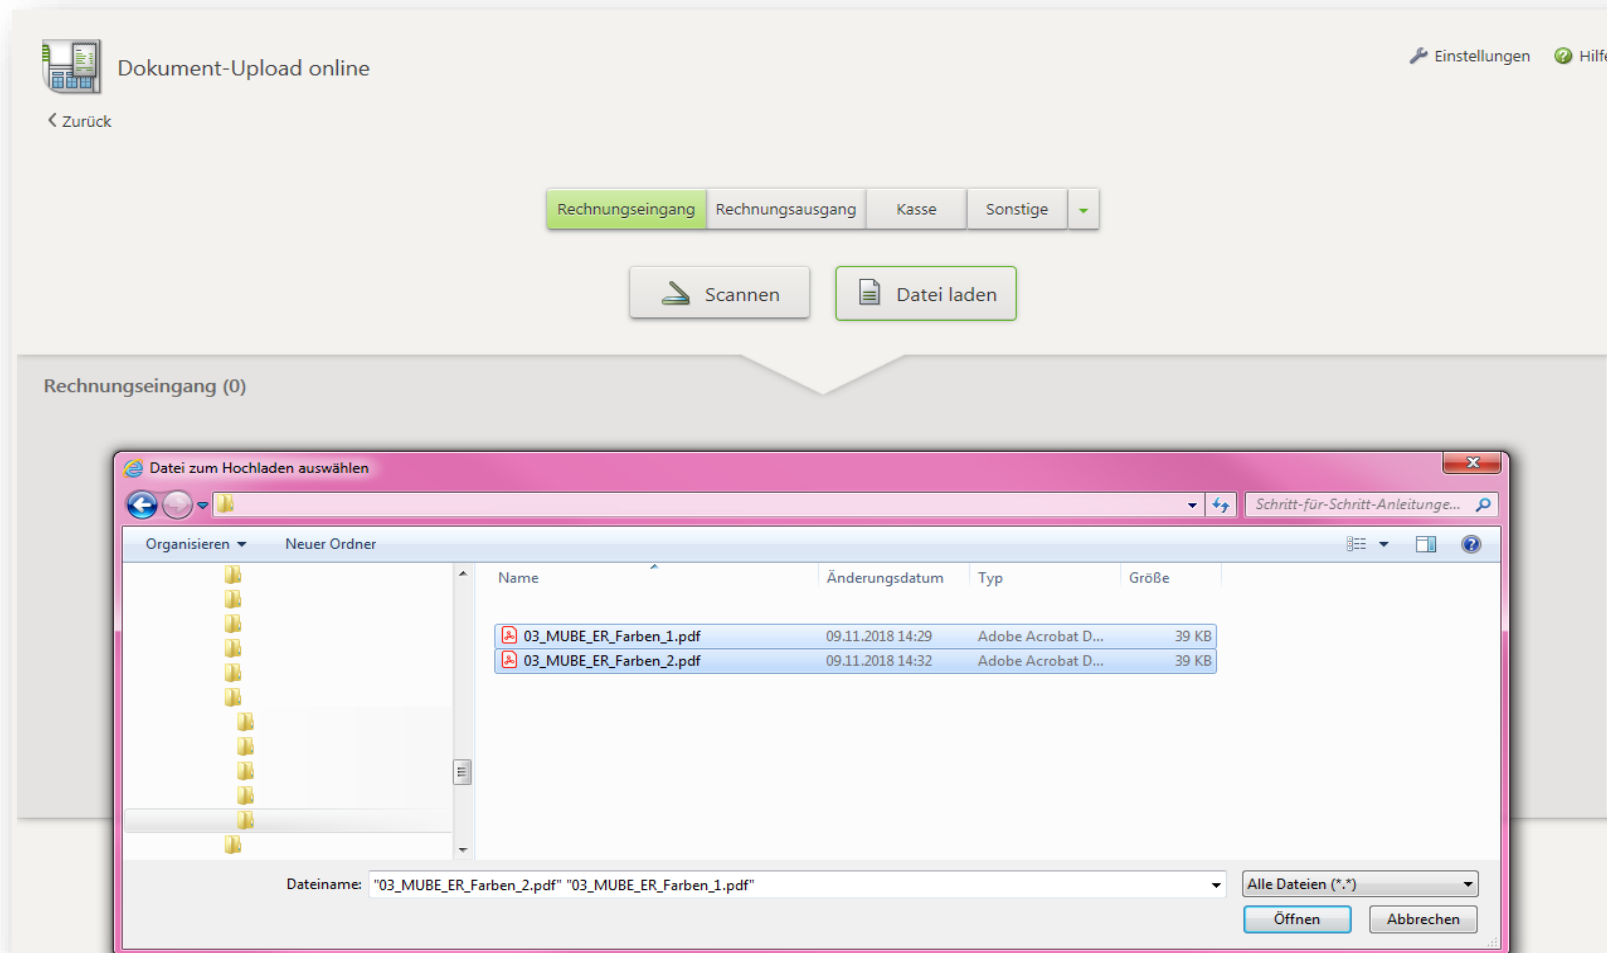 Dokument-Upload online
Einstellungen
Hilfe
Zurück
Rechnungseingang Rechnungsausgang Kasse Sonstige
Scannen Datei laden
Rechnungseingang (0)
Datei zum Hochladen auswählen
Schritt-für-Schritt-Anleitunge...
Organisieren Neuer Ordner
Name Änderungsdatum Typ Größe
03_MUBE_ER_Farben_1.pdf 09.11.2018 14:29 Adobe Acrobat D... 39 KB
03_MUBE_ER_Farben_2.pdf 09.11.2018 14:32 Adobe Acrobat D... 39 KB
Dateiname: "03_MUBE_ER_Farben_2.pdf" "03_MUBE_ER_Farben_1.pdf" Alle Dateien (*.*)
Öffnen Abbrechen